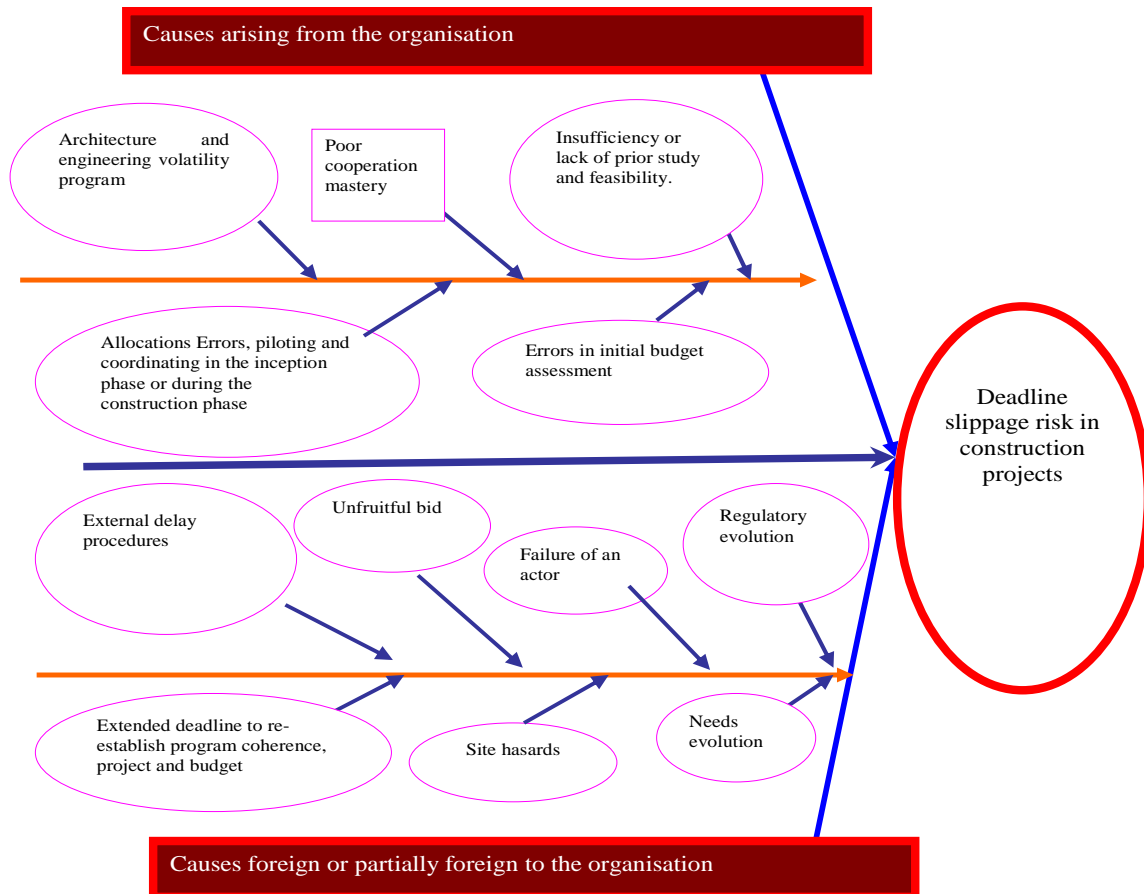 Causes arising from the organisation
Architecture and
engineering volatility
program
Poor
cooperation
mastery
Insufficiency or
lack of prior study
and feasibility.
Allocations Errors, piloting and
coordinating in the inception
phase or during the
construction phase
Errors in initial budget
assessment
Deadline
slippage risk in
construction
projects
External delay
procedures
Unfruitful bid
Failure of an
actor
Regulatory
evolution
Extended deadline to re-
establish program coherence,
project and budget
Site hasards
Needs
evolution
Causes foreign or partially foreign to the organisation